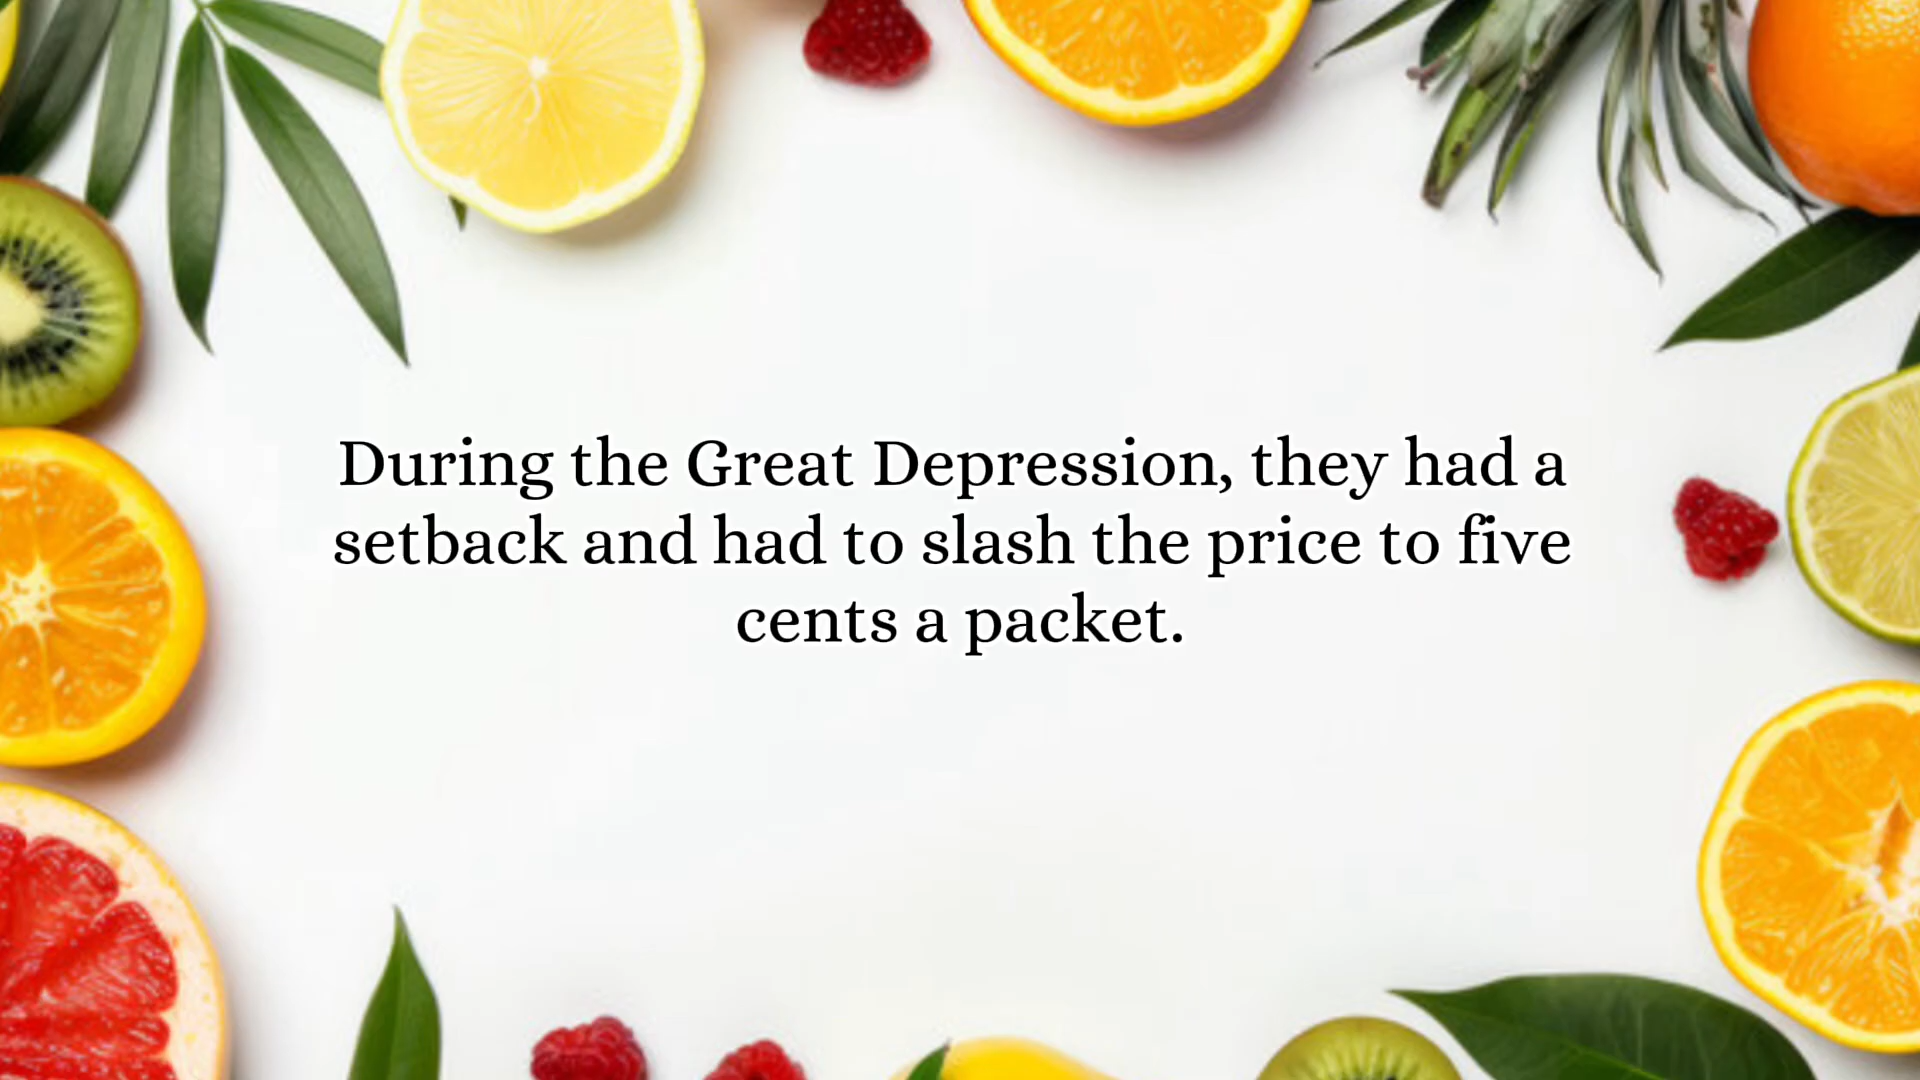 During the Great Depression, they had a
setback and had to slash the price to five
cents a packet.